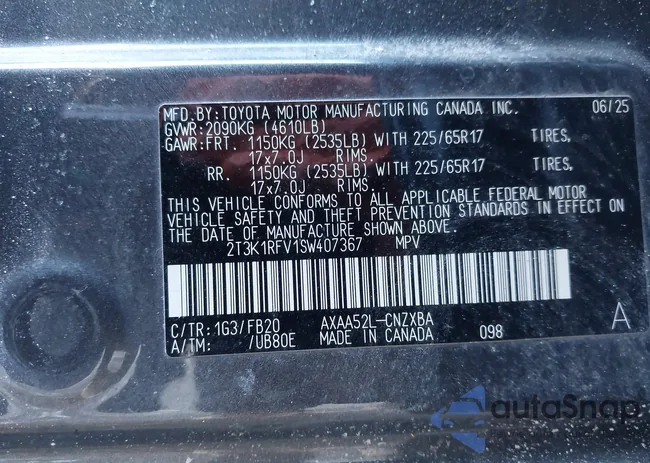 MFD. BY: TOYOTA MOTOR MANUFACTURING CANADA INC. 06/25
GVWR: 2090KG (4610LB)
GAWR: FRT. 1150KG (2535LB) WITH 225/65R17 TIRES,
17x7.0J RIMS.
RR. 1150KG (2535LB) WITH 225/65R17 TIRES,
17x7.0J RIMS.
THIS VEHICLE CONFORMS TO ALL APPLICABLE FEDERAL MOTOR
VEHICLE SAFETY AND THEFT PREVENTION STANDARDS IN EFFECT ON
THE DATE OF MANUFACTURE SHOWN ABOVE.
2T3K1RFV1SW407367 MPV
C/TR: 1G3/FB20 AXAA52L-CNZXBA
A/TM: /UB80E MADE IN CANADA 098 A
autoSnap